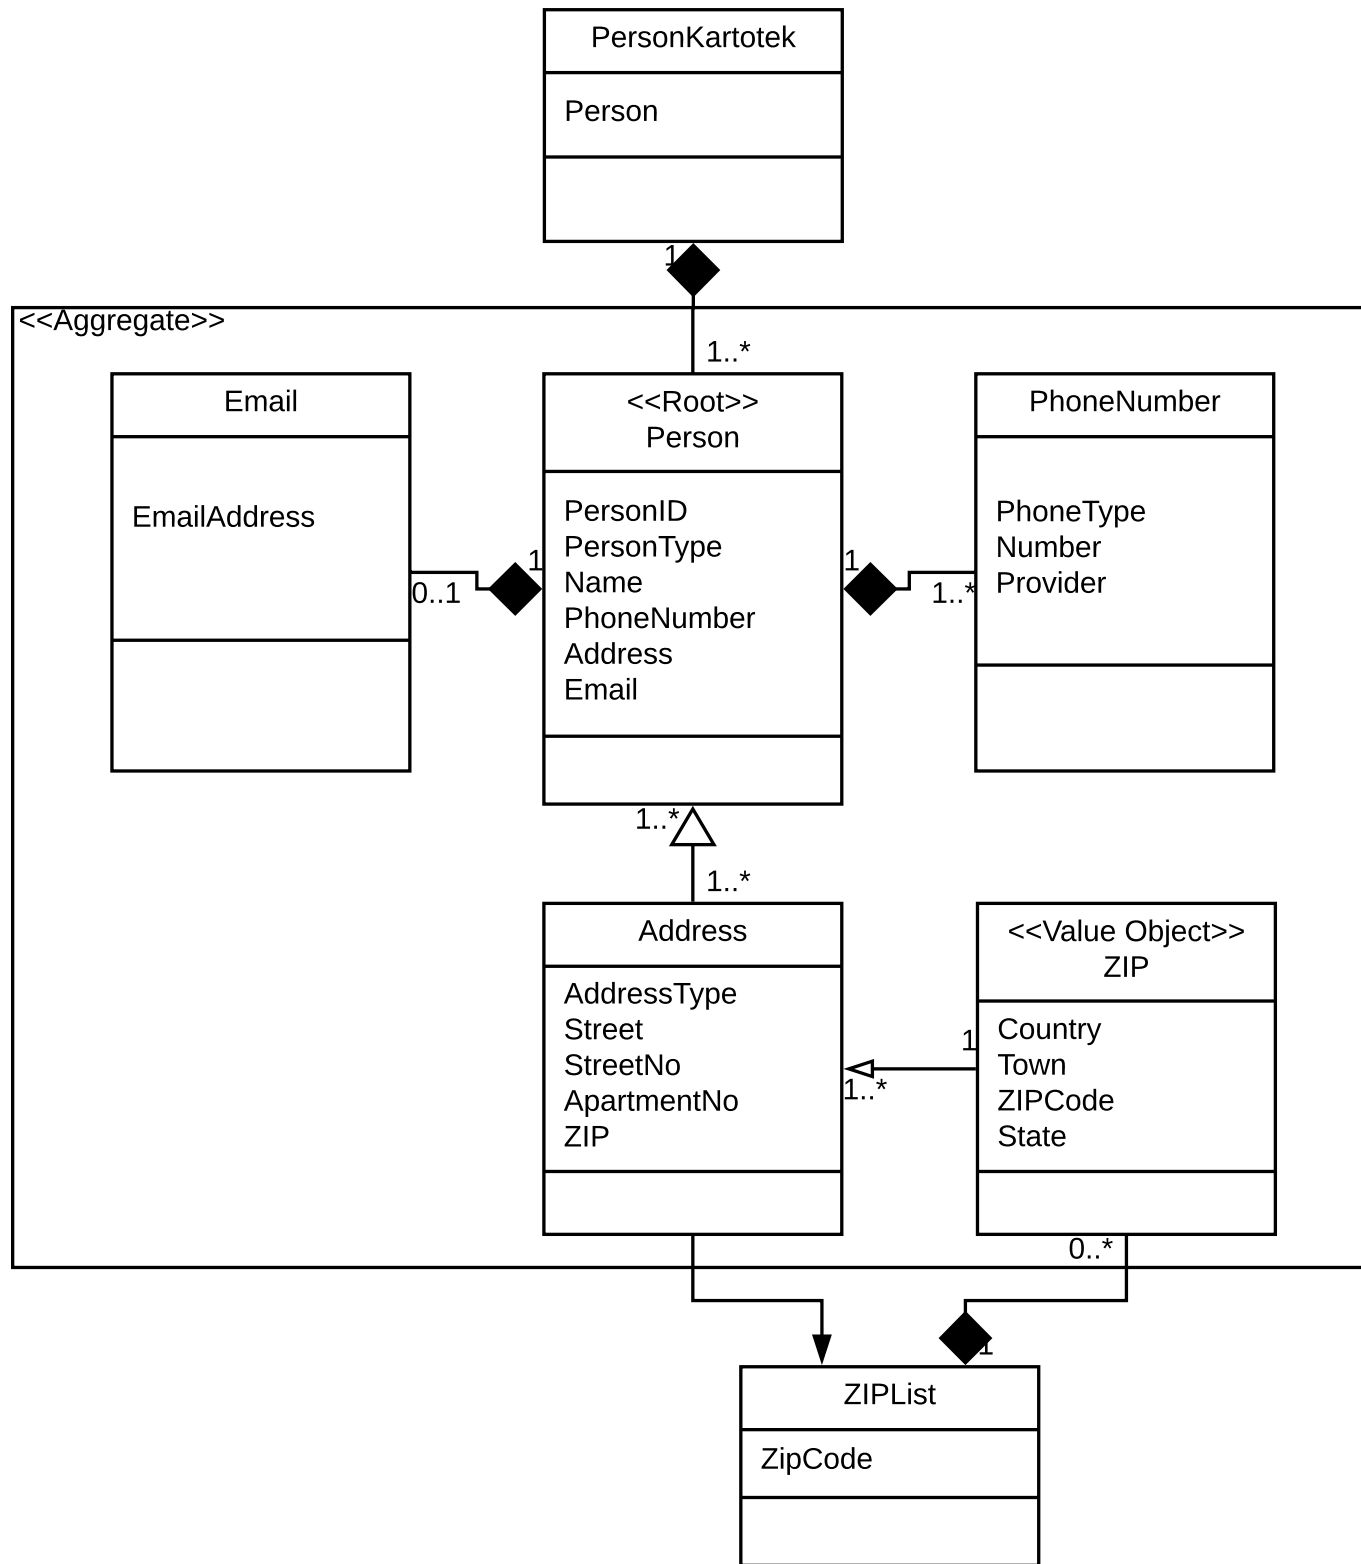 PersonKartotek
Person
1
<<Aggregate>>
1..*
Email
EmailAddress
0..1
1
<<Root>>
Person
PersonID
PersonType
Name
PhoneNumber
Address
Email
1
1..*
PhoneNumber
PhoneType
Number
Provider
1..*
1..*
Address
AddressType
Street
StreetNo
ApartmentNo
ZIP
1
1..*
<<Value Object>>
ZIP
Country
Town
ZIPCode
State
0..*
1
ZIPList
ZipCode